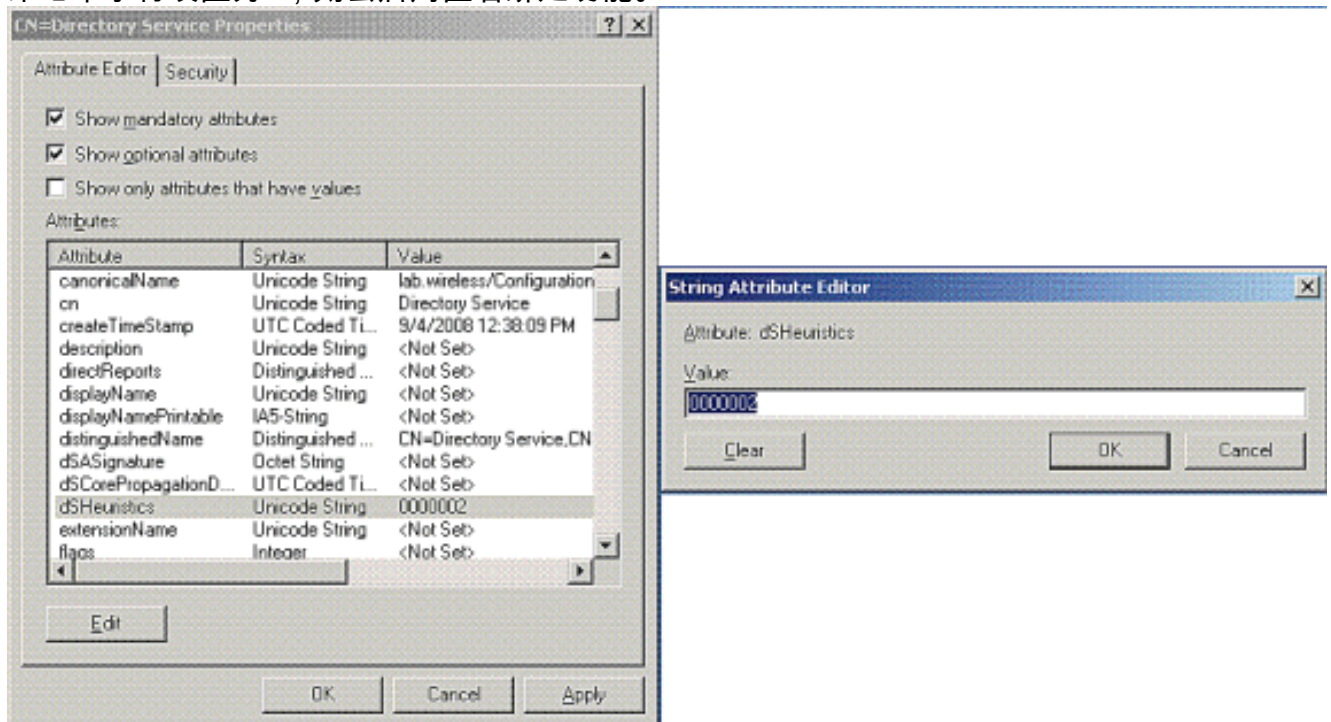 CN=Directory Service Properties
Attribute Editor
Security
Show mandatory attributes
Show optional attributes
Show only attributes that have values
Attributes:
Attribute Syntax Value
canonicalName Unicode String lab.wireless/Configuration
cn Unicode String Directory Service
createTimeStamp UTC Coded Ti... 9/4/2008 12:38:09 PM
description Unicode String <Not Set>
directReports Distinguished ... <Not Set>
displayName Unicode String <Not Set>
displayNamePrintable IA5-String <Not Set>
distinguishedName Distinguished ... CN=Directory Service,CN
dSASignature Octet String <Not Set>
dSCorePropagationD... UTC Coded Ti... <Not Set>
dSHeuristics Unicode String 0000002
extensionName Unicode String <Not Set>
flags Integer <Not Set>
Edit
OK Cancel Apply
String Attribute Editor
Attribute: dSHeuristics
Value:
0000002
Clear OK Cancel